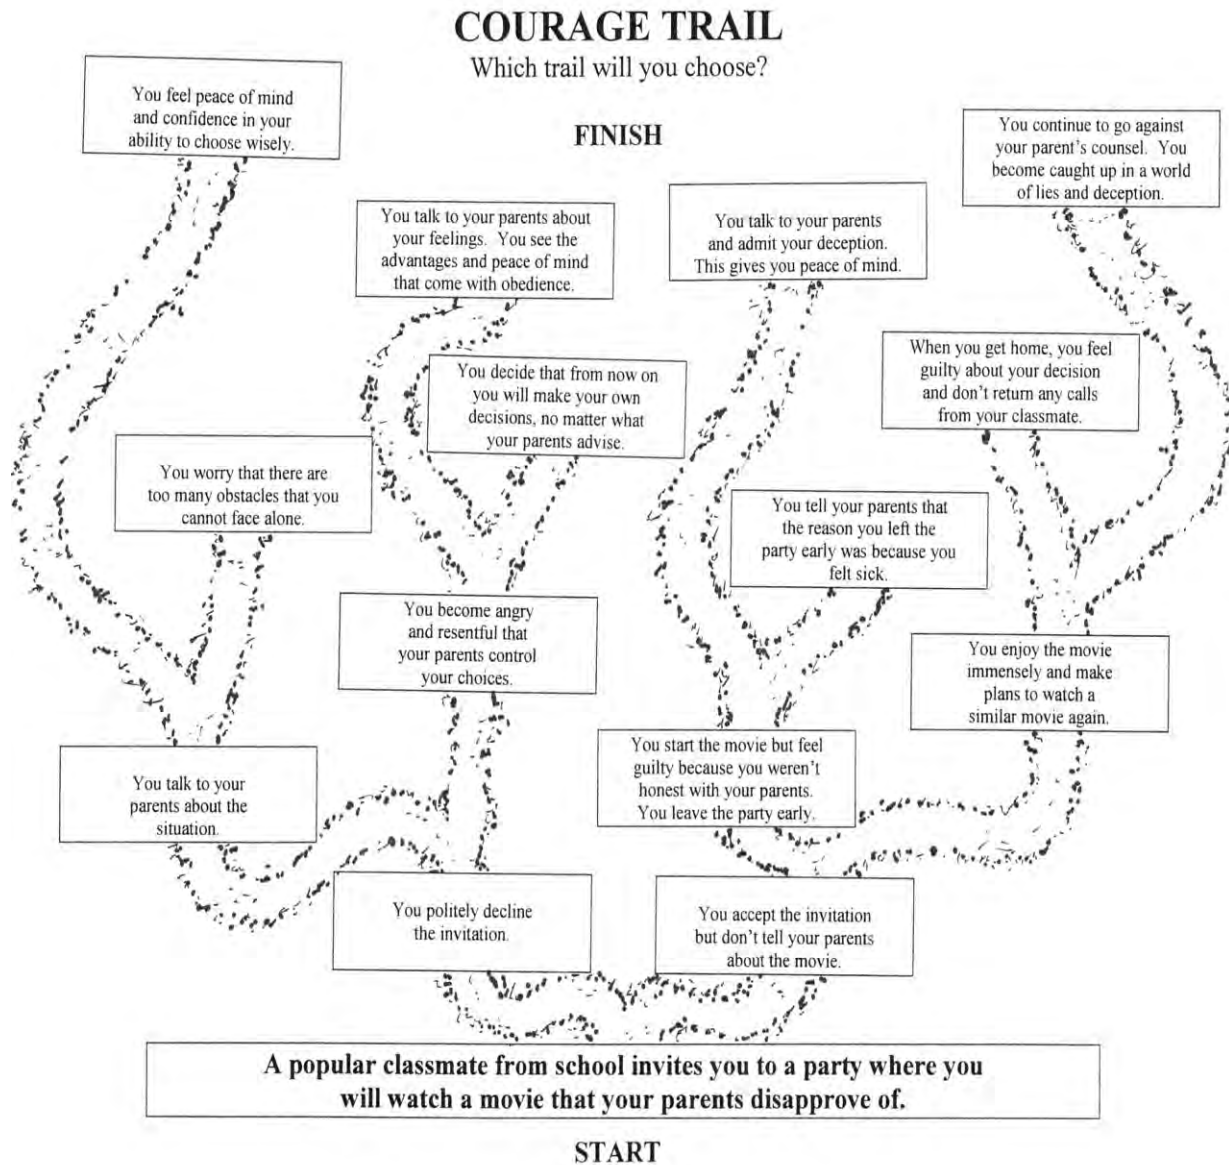 COURAGE TRAIL
Which trail will you choose?
FINISH
You feel peace of mind
and confidence in your
ability to choose wisely.
You continue to go against
your parent's counsel. You
become caught up in a world
of lies and deception.
You talk to your parents about
your feelings. You see the
advantages and peace of mind
that come with obedience.
You talk to your parents
and admit your deception.
This gives you peace of mind.
When you get home, you feel
guilty about your decision
and don't return any calls
from your classmate.
You decide that from now on
you will make your own
decisions, no matter what
your parents advise.
You worry that there are
too many obstacles that you
cannot face alone.
You tell your parents that
the reason you left the
party early was because you
felt sick.
You become angry
and resentful that
your parents control
your choices.
You enjoy the movie
immensely and make
plans to watch a
similar movie again.
You talk to your
parents about the
situation.
You start the movie but feel
guilty because you weren't
honest with your parents.
You leave the party early.
You politely decline
the invitation.
You accept the invitation
but don't tell your parents
about the movie.
A popular classmate from school invites you to a party where you
will watch a movie that your parents disapprove of.
START